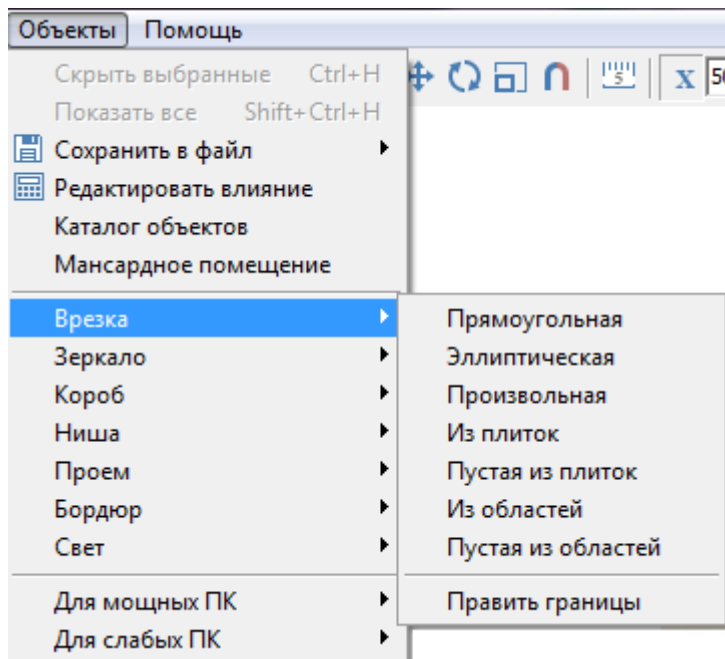 Объекты Помощь
Скрыть выбранные Ctrl+H
Показать все Shift+Ctrl+H
Сохранить в файл
Редактировать влияние
Каталог объектов
Мансардное помещение
Врезка
Зеркало
Короб
Ниша
Проем
Бордюр
Свет
Для мощных ПК
Для слабых ПК
Прямоугольная
Эллиптическая
Произвольная
Из плиток
Пустая из плиток
Из областей
Пустая из областей
Править границы
5
X